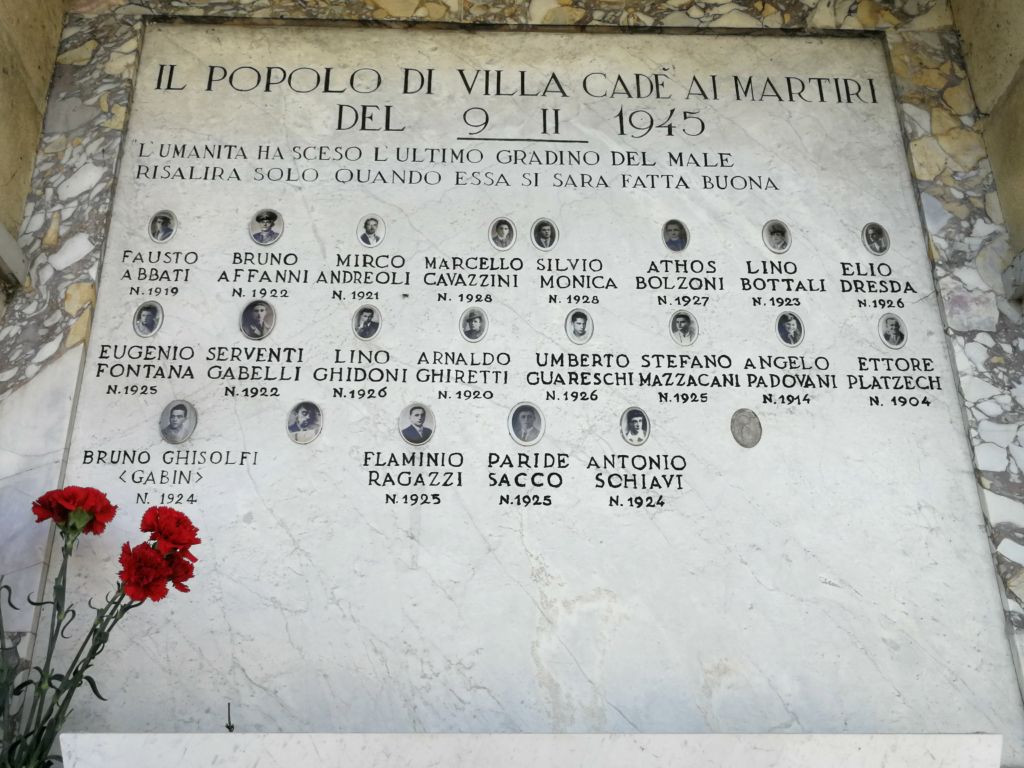 IL POPOLO DI VILLA CADÈ AI MARTIRI
DEL 9 11 1945
L'UMANITA HA SCESO L'ULTIMO GRADINO DEL MALE
RISALIRA SOLO QUANDO ESSA SI SARA FATTA BUONA
FAUSTO BRUNO MIRCO MARCELLO SILVIO ATHOS LINO ELIO
ABBATI AFFANNI ANDREOLI CAVAZZINI MONICA BOLZONI BOTTALI DRESDA
N. 1919 N. 1922 N. 1921 N. 1928 N. 1928 N. 1927 N. 1923 N. 1926
EUGENIO SERVENTI LINO ARNALDO UMBERTO STEFANO ANGELO ETTORE
FONTANA GABELLI GHIDONI GHIRETTI GUARESCHI MAZZACANI PADOVANI PLATZECH
N. 1925 N. 1922 N. 1926 N. 1920 N. 1926 N. 1925 N. 1914 N. 1904
BRUNO GHISOLFI FLAMINIO PARIDE ANTONIO
<GABIN> RAGAZZI SACCO SCHIAVI
N. 1924 N. 1925 N. 1925 N. 1924